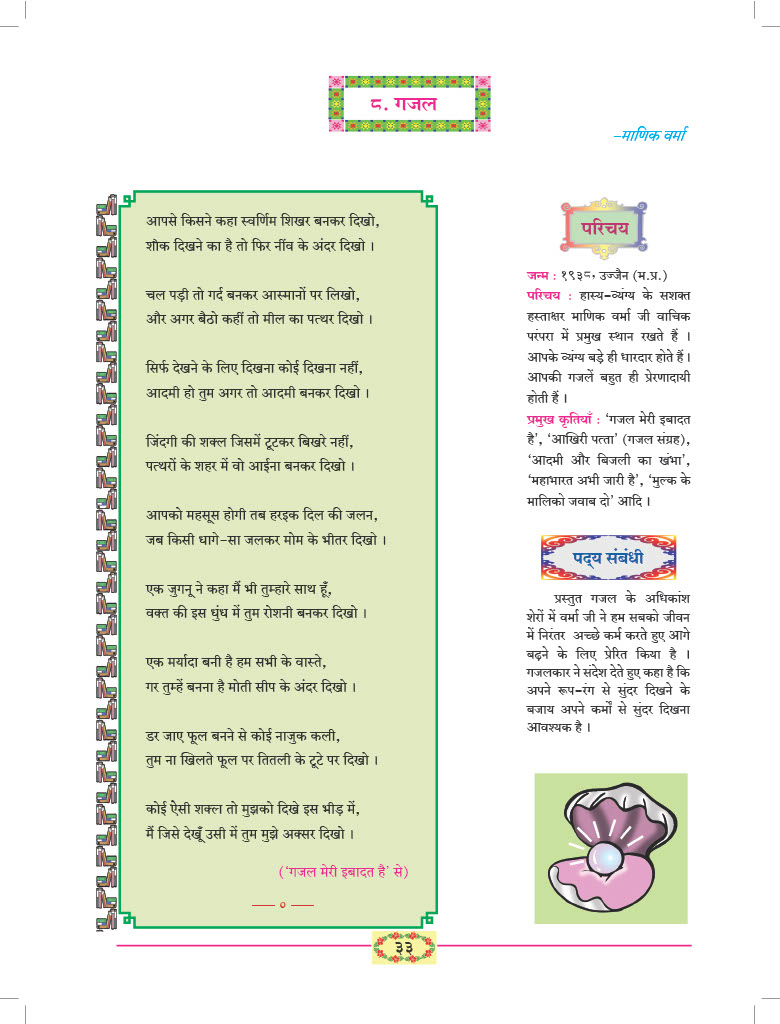 ८. गजल
–माणिक वर्मा
आपसे किसने कहा स्वर्णिम शिखर बनकर दिखो,
शौक दिखने का है तो फिर नींव के अंदर दिखो ।
चल पड़ी तो गर्द बनकर आस्मानों पर लिखो,
और अगर बैठो कहीं तो मील का पत्थर दिखो ।
सिर्फ देखने के लिए दिखना कोई दिखना नहीं,
आदमी हो तुम अगर तो आदमी बनकर दिखो ।
जिंदगी की शक्ल जिसमें टूटकर बिखरे नहीं,
पत्थरों के शहर में वो आईना बनकर दिखो ।
आपको महसूस होगी तब हरइक दिल की जलन,
जब किसी धागे-सा जलकर मोम के भीतर दिखो ।
एक जुगनू ने कहा मैं भी तुम्हारे साथ हूँ,
वक्त की इस धुंध में तुम रोशनी बनकर दिखो ।
एक मर्यादा बनी है हम सभी के वास्ते,
गर तुम्हें बनना है मोती सीप के अंदर दिखो ।
डर जाए फूल बनने से कोई नाजुक कली,
तुम ना खिलते फूल पर तितली के टूटे पर दिखो ।
कोई ऐसी शक्ल तो मुझको दिखे इस भीड़ में,
मैं जिसे देखूँ उसी में तुम मुझे अक्सर दिखो ।
(‘गजल मेरी इबादत है’ से)
—— ० ——
परिचय
जन्म : १९३८, उज्जैन (म.प्र.)
परिचय : हास्य-व्यंग्य के सशक्त
हस्ताक्षर माणिक वर्मा जी वाचिक
परंपरा में प्रमुख स्थान रखते हैं ।
आपके व्यंग्य बड़े ही धारदार होते हैं ।
आपकी गजलें बहुत ही प्रेरणादायी
होती हैं ।
प्रमुख कृतियाँ : ‘गजल मेरी इबादत
है’, ‘आखिरी पत्ता’ (गजल संग्रह),
‘आदमी और बिजली का खंभा’,
‘महाभारत अभी जारी है’, ‘मुल्क के
मालिको जवाब दो’ आदि ।
पद्य संबंधी
प्रस्तुत गजल के अधिकांश
शेरों में वर्मा जी ने हम सबको जीवन
में निरंतर अच्छे कर्म करते हुए आगे
बढ़ने के लिए प्रेरित किया है ।
गजलकार ने संदेश देते हुए कहा है कि
अपने रूप-रंग से सुंदर दिखने के
बजाय अपने कर्मों से सुंदर दिखना
आवश्यक है ।
३३